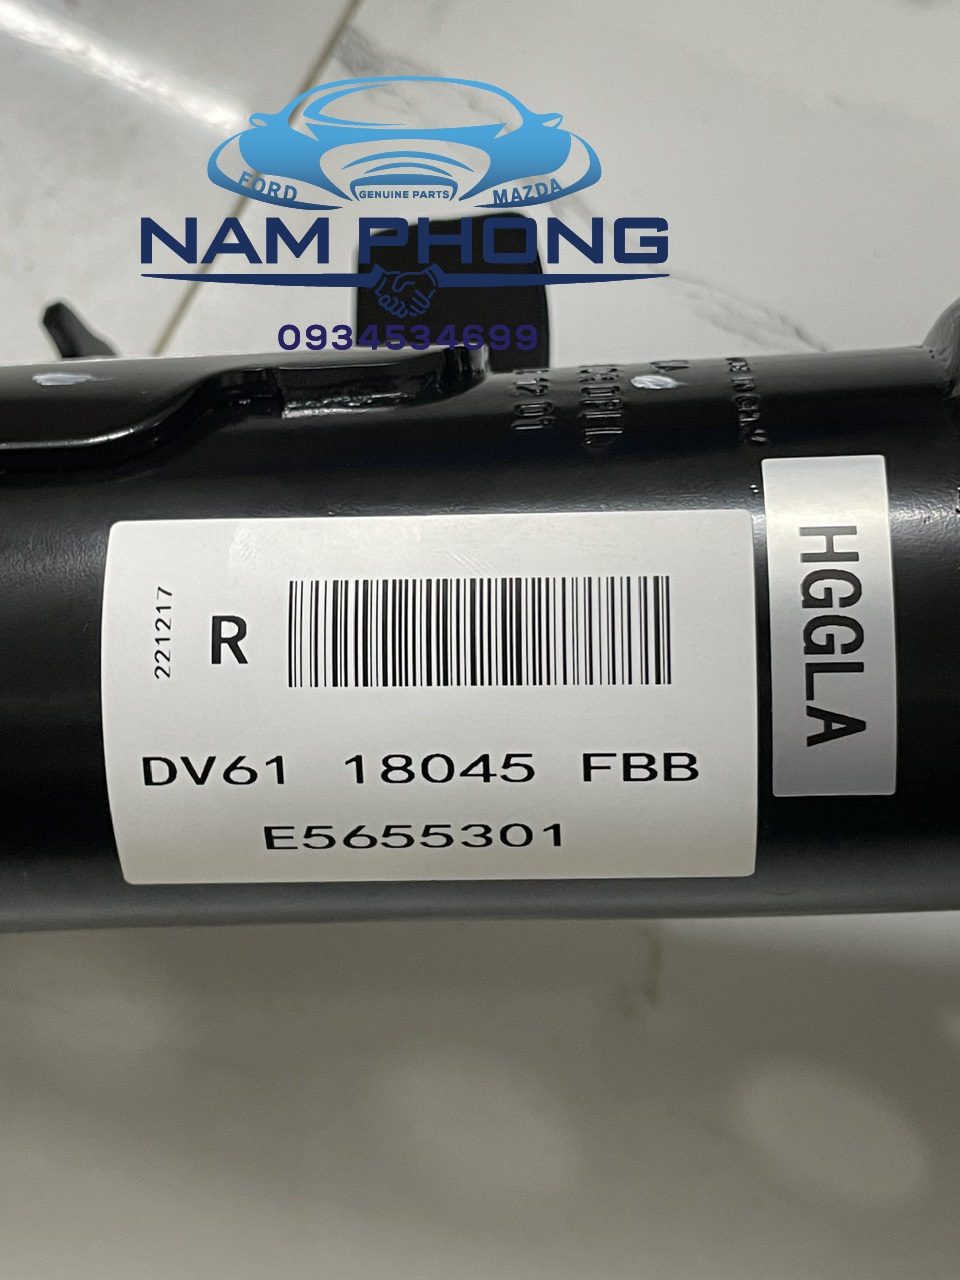 FORD
GENUINE PARTS
MAZDA
NAM PHONG
0934534699
HGGLA
221217
R
DV61 18045 FBB
E5655301